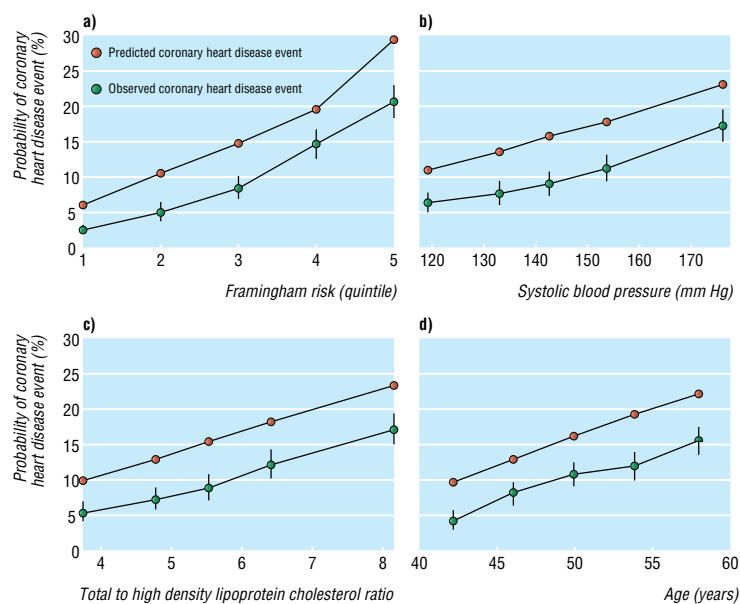 a)
b)
Probability of coronary
heart disease event (%)
30
25
20
15
10
5
0
Predicted coronary heart disease event
Observed coronary heart disease event
1 2 3 4 5
120 130 140 150 160 170
Framingham risk (quintile)
Systolic blood pressure (mm Hg)
c)
d)
Probability of coronary
heart disease event (%)
30
25
20
15
10
5
0
4 5 6 7 8
40 45 50 55 60
Total to high density lipoprotein cholesterol ratio
Age (years)